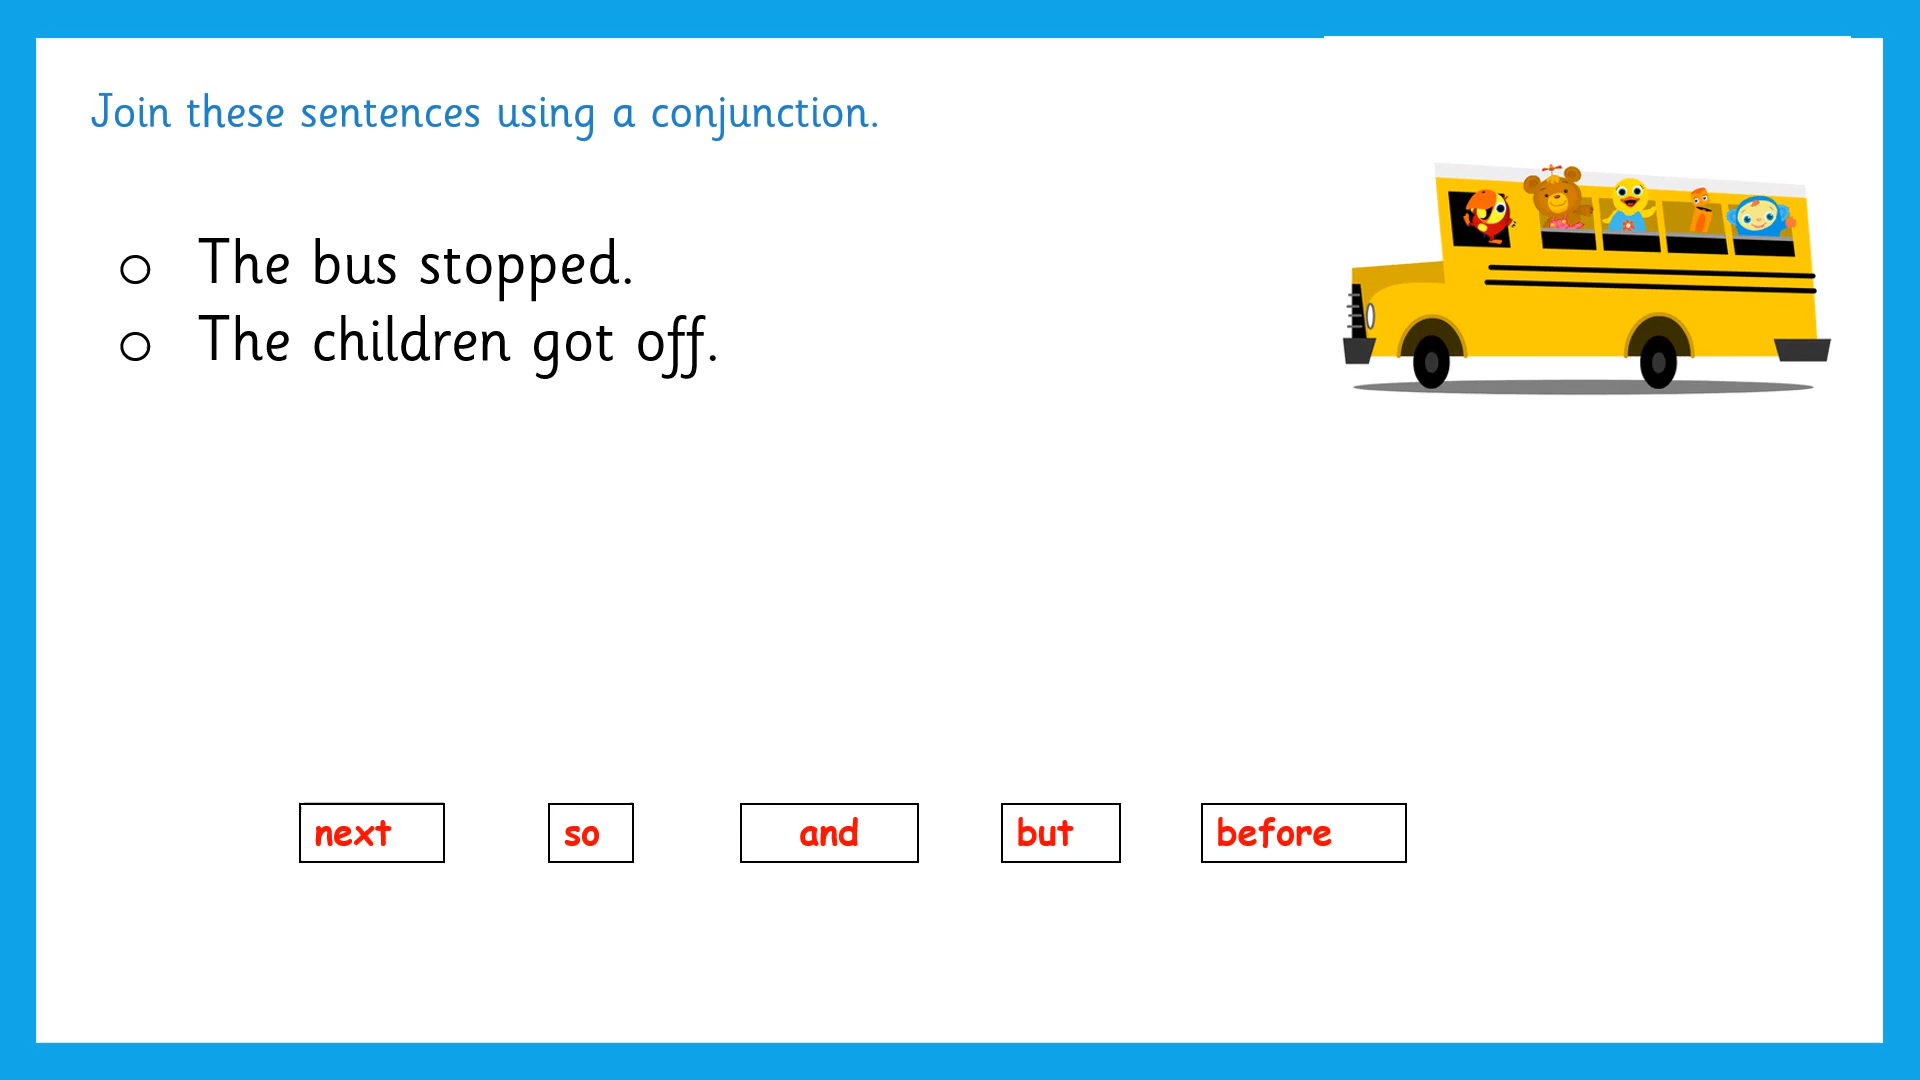 Join these sentences using a conjunction.
o The bus stopped.
o The children got off.
next so and but before